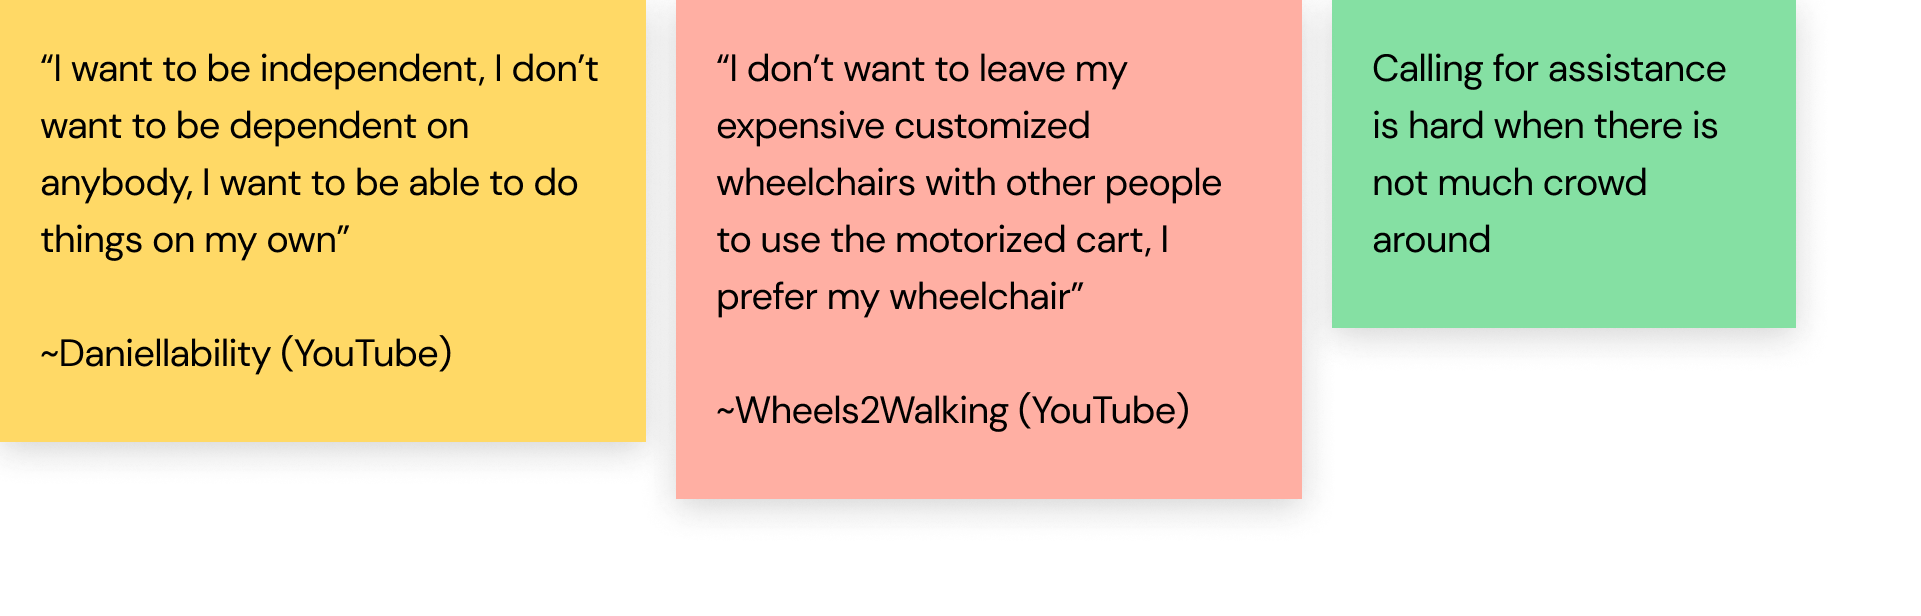 “I want to be independent, I don’t
want to be dependent on
anybody, I want to be able to do
things on my own”
~Daniellability (YouTube)
“I don’t want to leave my
expensive customized
wheelchairs with other people
to use the motorized cart, I
prefer my wheelchair”
~Wheels2Walking (YouTube)
Calling for assistance
is hard when there is
not much crowd
around